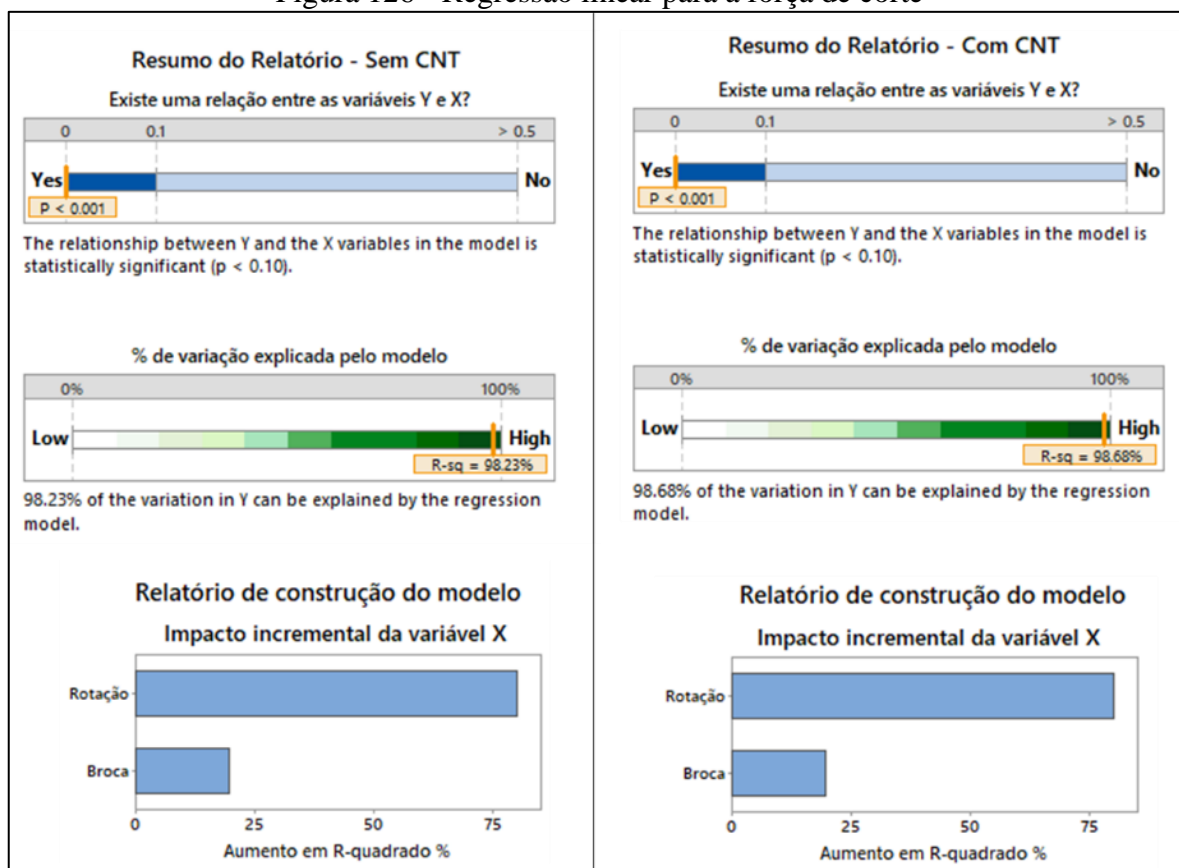 Figura 126 - Regressão linear para a força de corte
Resumo do Relatório - Sem CNT
Existe uma relação entre as variáveis Y e X?
0 0.1 > 0.5
Yes No
P < 0.001
The relationship between Y and the X variables in the model is
statistically significant (p < 0.10).
% de variação explicada pelo modelo
0% 100%
Low High
R-sq = 98.23%
98.23% of the variation in Y can be explained by the regression
model.
Relatório de construção do modelo
Impacto incremental da variável X
Rotação
Broca
0 25 50 75
Aumento em R-quadrado %
Resumo do Relatório - Com CNT
Existe uma relação entre as variáveis Y e X?
0 0.1 > 0.5
Yes No
P < 0.001
The relationship between Y and the X variables in the model is
statistically significant (p < 0.10).
% de variação explicada pelo modelo
0% 100%
Low High
R-sq = 98.68%
98.68% of the variation in Y can be explained by the regression
model.
Relatório de construção do modelo
Impacto incremental da variável X
Rotação
Broca
0 25 50 75
Aumento em R-quadrado %